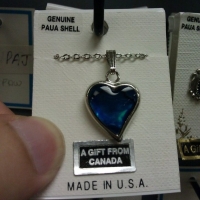 GENUINE
PAUA SHELL
A GIFT FROM
CANADA
MADE IN U.S.A.